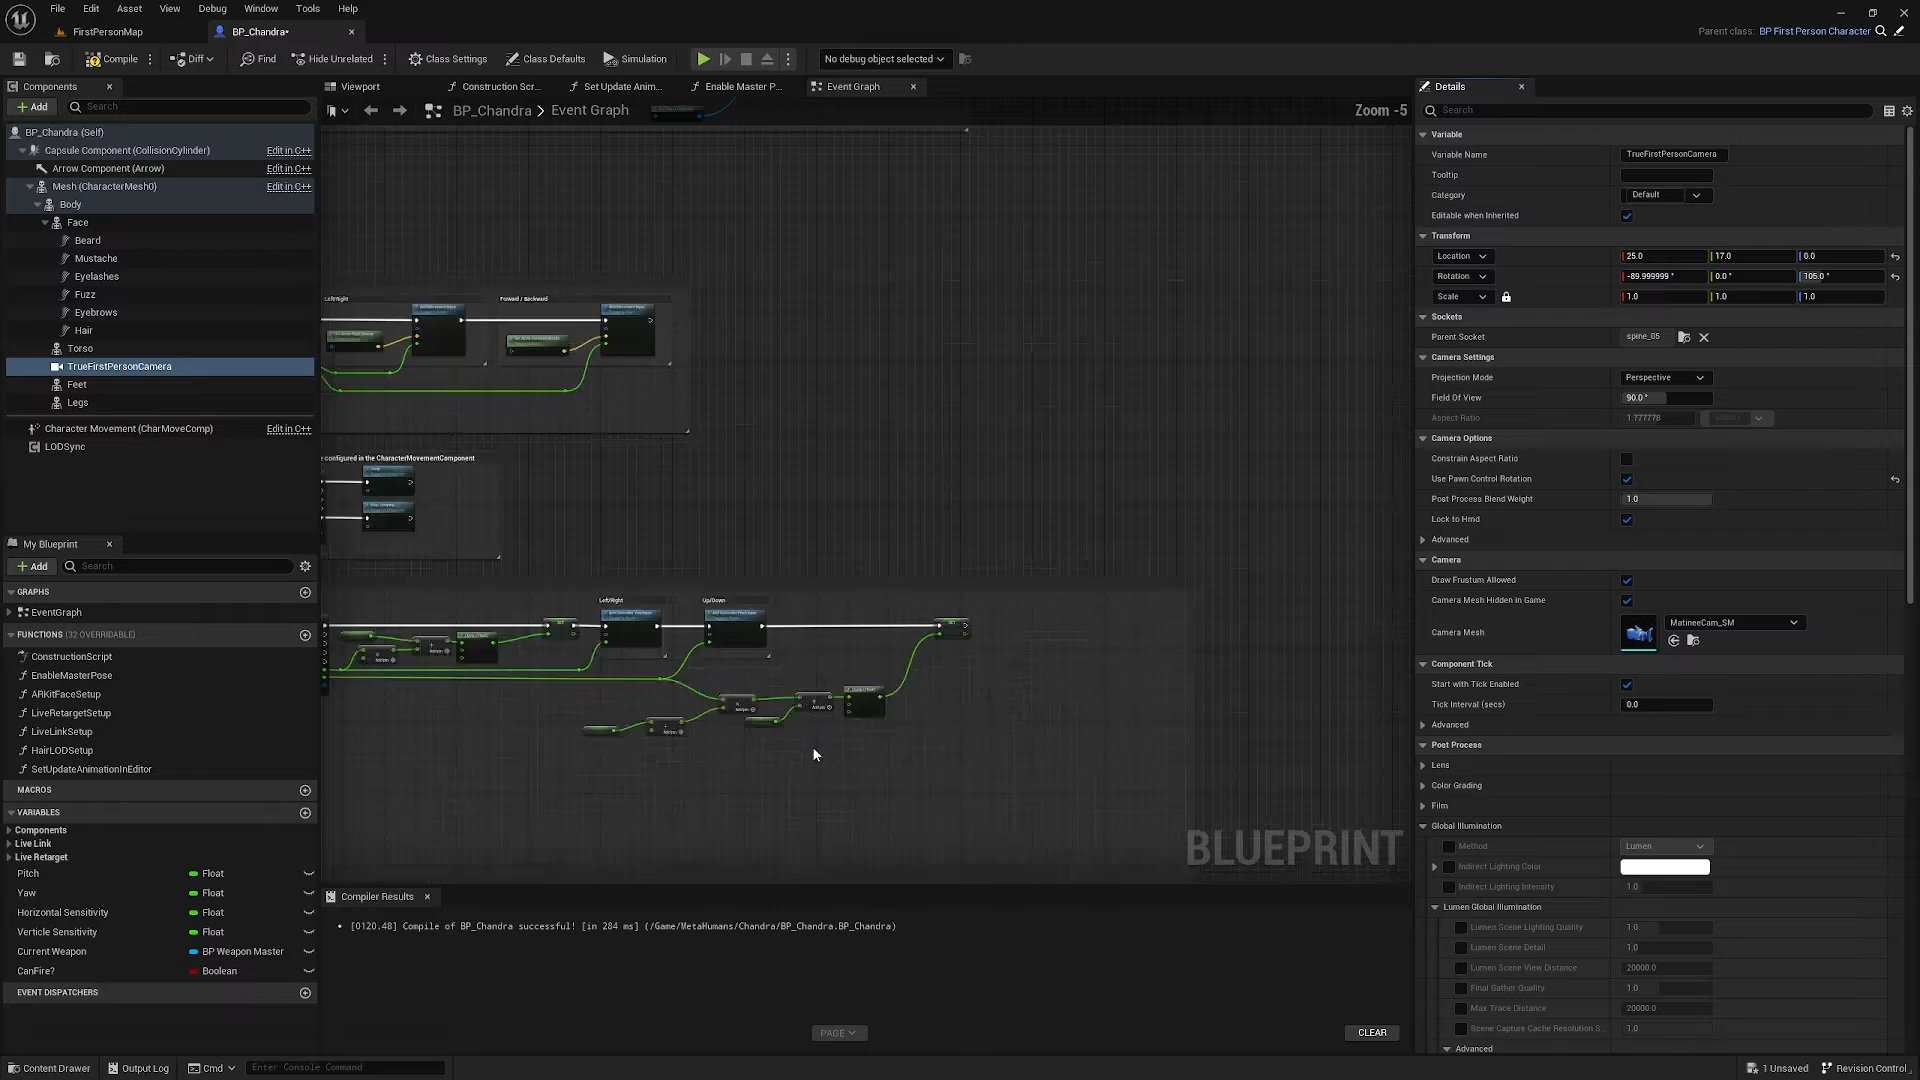 File Edit Asset View Debug Window Tools Help
FirstPersonMap
BP_Chandra•
Parent class: BP First Person Character
Compile
Diff
Find
Hide Unrelated
Class Settings
Class Defaults
Simulation
No debug object selected
Components
Viewport
Construction Scr...
Set Update Anim...
Enable Master P...
Event Graph
Details
Add
Search
BP_Chandra > Event Graph
Zoom -5
Search
BP_Chandra (Self)
Capsule Component (CollisionCylinder) Edit in C++
Arrow Component (Arrow) Edit in C++
Mesh (CharacterMesh0) Edit in C++
Body
Face
Beard
Mustache
Eyelashes
Fuzz
Eyebrows
Hair
Torso
TrueFirstPersonCamera
Feet
Legs
Character Movement (CharMoveComp) Edit in C++
LODSync
My Blueprint
Add
Search
GRAPHS
EventGraph
FUNCTIONS (32 OVERRIDABLE)
ConstructionScript
EnableMasterPose
ARKitFaceSetup
LiveRetargetSetup
LiveLinkSetup
HairLODSetup
SetUpdateAnimationInEditor
MACROS
VARIABLES
Components
Live Link
Live Retarget
Pitch Float
Yaw Float
Horizontal Sensitivity Float
Verticle Sensitivity Float
Current Weapon BP Weapon Master
CanFire? Boolean
EVENT DISPATCHERS
Left/Right
Forward / Backward
e configured in the CharacterMovementComponent
Left/Right
Up/Down
BLUEPRINT
Compiler Results
[0120.48] Compile of BP_Chandra successful! [in 284 ms] (/Game/MetaHumans/Chandra/BP_Chandra.BP_Chandra)
PAGE
CLEAR
Variable
Variable Name TrueFirstPersonCamera
Tooltip
Category Default
Editable when Inherited
Transform
Location 25.0 17.0 0.0
Rotation -89.999999 ° 0.0 ° 105.0 °
Scale 1.0 1.0 1.0
Sockets
Parent Socket spine_05
Camera Settings
Projection Mode Perspective
Field Of View 90.0 °
Aspect Ratio 1.777778
Camera Options
Constrain Aspect Ratio
Use Pawn Control Rotation
Post Process Blend Weight 1.0
Lock to Hmd
Advanced
Camera
Draw Frustum Allowed
Camera Mesh Hidden in Game
Camera Mesh MatineeCam_SM
Component Tick
Start with Tick Enabled
Tick Interval (secs) 0.0
Advanced
Post Process
Lens
Color Grading
Film
Global Illumination
Method Lumen
Indirect Lighting Color
Indirect Lighting Intensity 1.0
Lumen Global Illumination
Lumen Scene Lighting Quality 1.0
Lumen Scene Detail 1.0
Lumen Scene View Distance 20000.0
Final Gather Quality 1.0
Max Trace Distance 20000.0
Scene Capture Cache Resolution S... 1.0
Advanced
Content Drawer
Output Log
Cmd
Enter Console Command
1 Unsaved
Revision Control